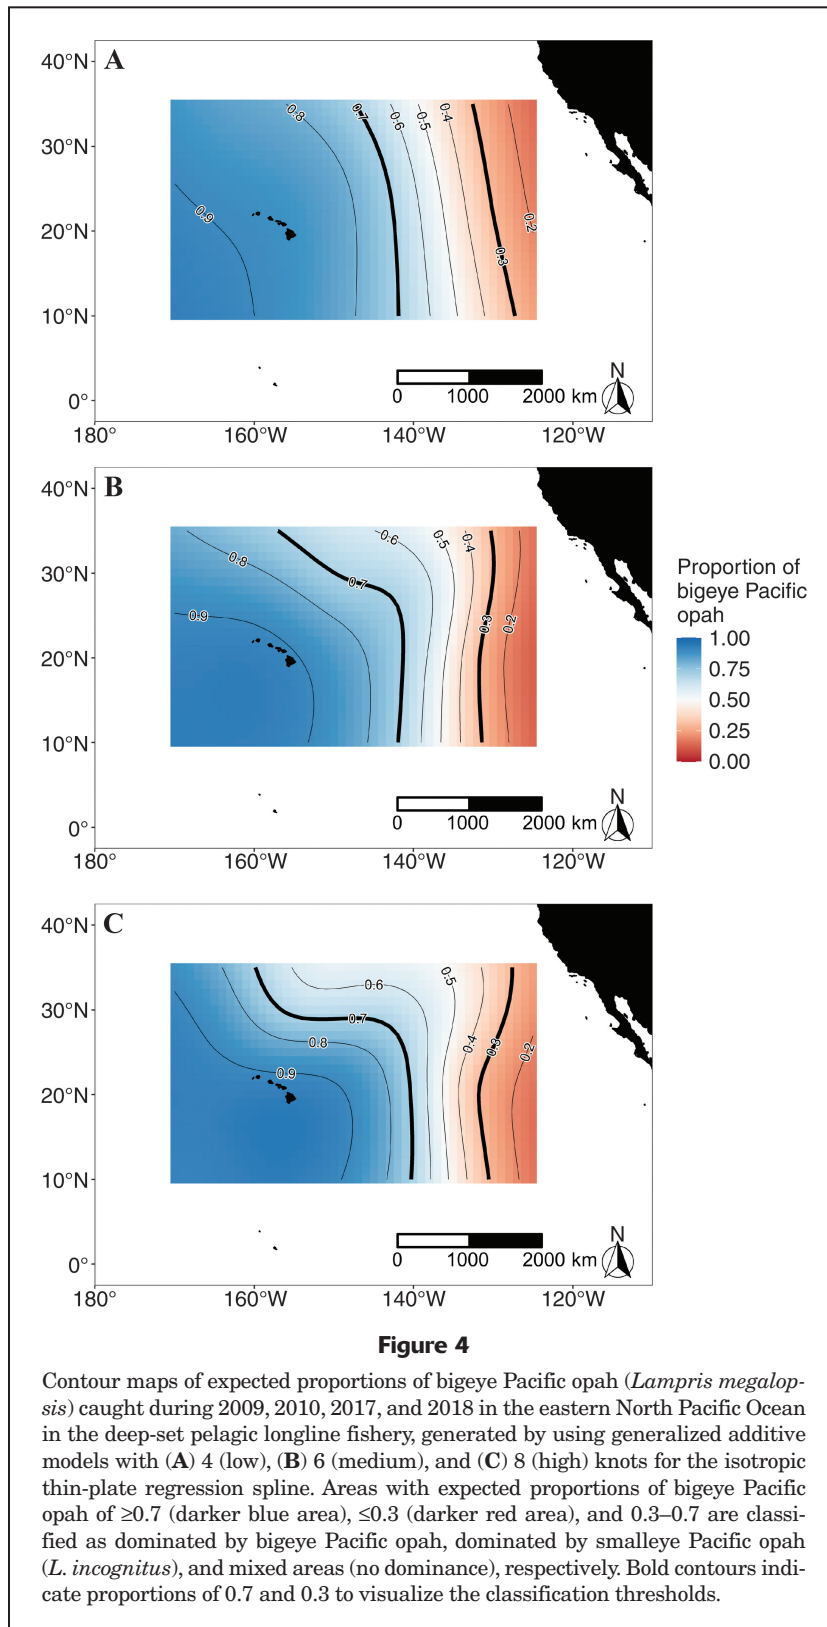 A
40°N
30°N
20°N
10°N
0°
0.9
0.8
0.7
0.6
0.5
0.4
0.3
0.2
N
0 1000 2000 km
180° 160°W 140°W 120°W
B
40°N
30°N
20°N
10°N
0°
0.9
0.8
0.7
0.6
0.5
0.4
0.3
0.2
N
0 1000 2000 km
180° 160°W 140°W 120°W
Proportion of
bigeye Pacific
opah
1.00
0.75
0.50
0.25
0.00
C
40°N
30°N
20°N
10°N
0°
0.9
0.8
0.7
0.6
0.5
0.4
0.3
0.2
N
0 1000 2000 km
180° 160°W 140°W 120°W
Figure 4
Contour maps of expected proportions of bigeye Pacific opah (Lampris megalop-
sis) caught during 2009, 2010, 2017, and 2018 in the eastern North Pacific Ocean
in the deep-set pelagic longline fishery, generated by using generalized additive
models with (A) 4 (low), (B) 6 (medium), and (C) 8 (high) knots for the isotropic
thin-plate regression spline. Areas with expected proportions of bigeye Pacific
opah of ≥0.7 (darker blue area), ≤0.3 (darker red area), and 0.3–0.7 are classi-
fied as dominated by bigeye Pacific opah, dominated by smalleye Pacific opah
(L. incognitus), and mixed areas (no dominance), respectively. Bold contours indi-
cate proportions of 0.7 and 0.3 to visualize the classification thresholds.